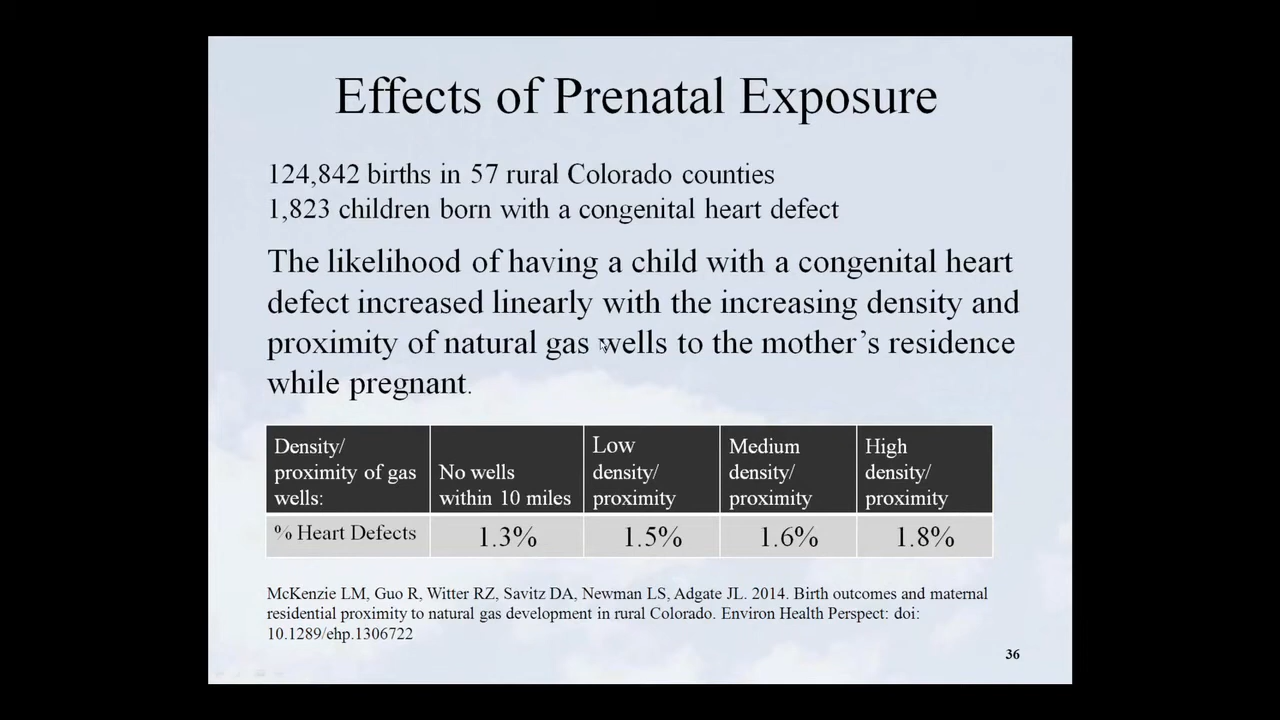 Effects of Prenatal Exposure
124,842 births in 57 rural Colorado counties
1,823 children born with a congenital heart defect
The likelihood of having a child with a congenital heart
defect increased linearly with the increasing density and
proximity of natural gas wells to the mother’s residence
while pregnant.
Density/
proximity of gas
wells:
No wells
within 10 miles
Low
density/
proximity
Medium
density/
proximity
High
density/
proximity
% Heart Defects
1.3%
1.5%
1.6%
1.8%
McKenzie LM, Guo R, Witter RZ, Savitz DA, Newman LS, Adgate JL. 2014. Birth outcomes and maternal
residential proximity to natural gas development in rural Colorado. Environ Health Perspect: doi:
10.1289/ehp.1306722
36